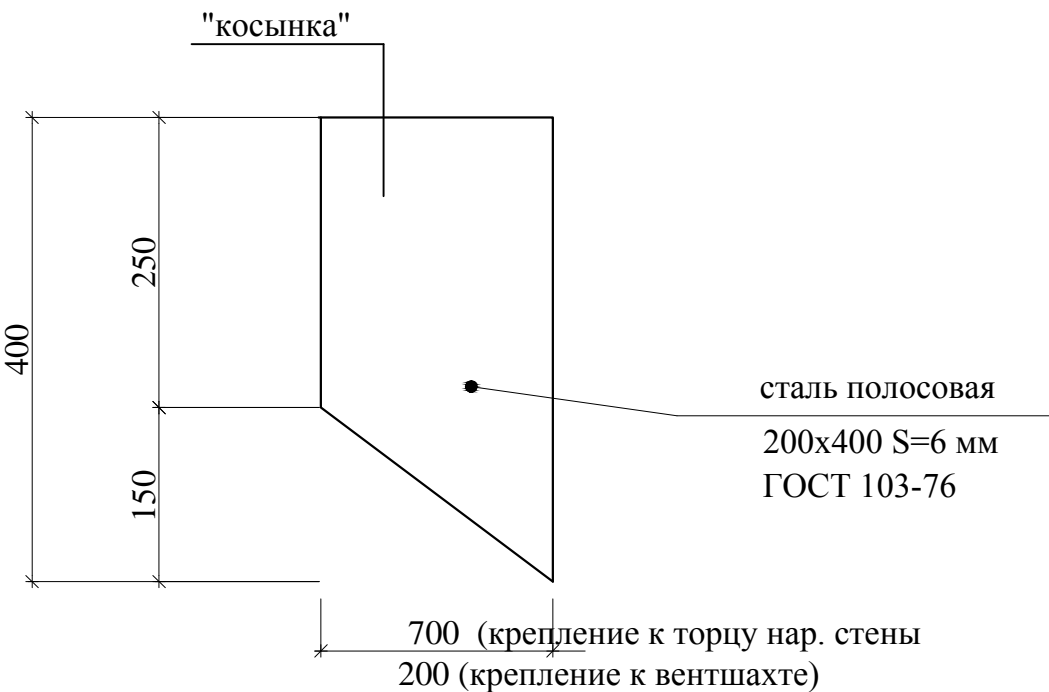 "косынка"
250
400
150
сталь полосовая
200х400 S=6 мм
ГОСТ 103-76
700 (крепление к торцу нар. стены
200 (крепление к вентшахте)